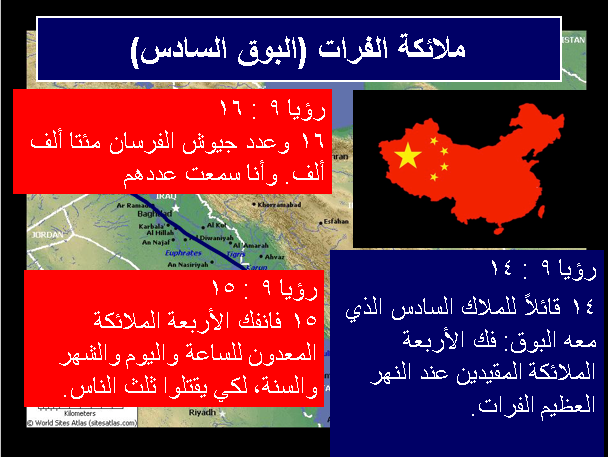 ملائكة الفرات (البوق السادس)
رؤيا ٩ : ١٦
١٦ وعدد جيوش الفرسان مئتا ألف
ألف. وأنا سمعت عددهم
رؤيا ٩ : ١٤
١٤ قائلاً للملاك السادس الذي
معه البوق: فك الأربعة
الملائكة المقيدين عند النهر
العظيم الفرات.
رؤيا ٩ : ١٥
١٥ فانفك الأربعة الملائكة
المعدون للساعة واليوم والشهر
والسنة، لكي يقتلوا ثلث الناس.
ISTAN
IRAQ
Ar Ramadi
Baghdad
Khorramabad
Esfahan
Karbala'
Al Kut
Al Hillah
Ad Diwaniyah
An Najaf
Al 'Amarah
JORDAN
Euphrates
Tigris
Ahvaz
An Nasiriyah
Karun
Kilometers
Riyadh
© World Sites Atlas (sitesatlas.com)